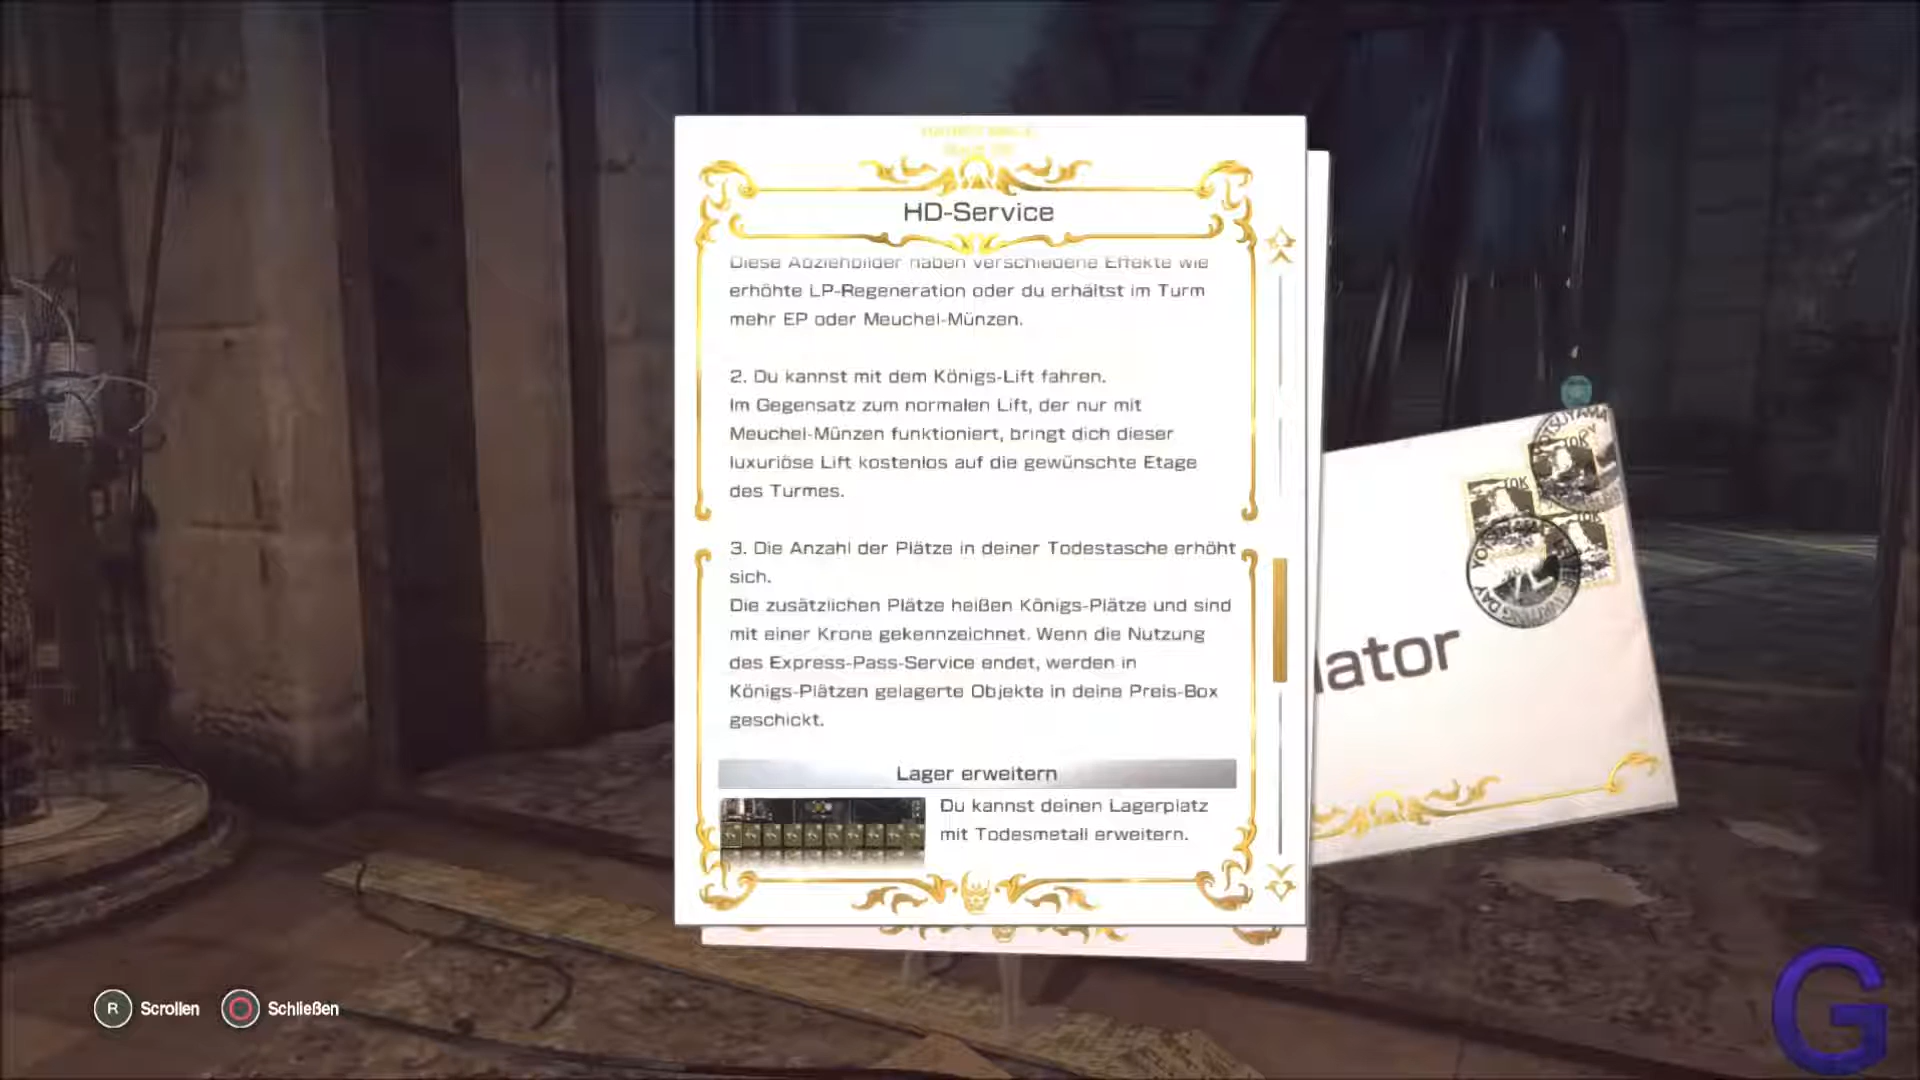 HD-Service
Diese Abziehbilder haben verschiedene Effekte wie
erhöhte LP-Regeneration oder du erhältst im Turm
mehr EP oder Meuchel-Münzen.
2. Du kannst mit dem Königs-Lift fahren.
Im Gegensatz zum normalen Lift, der nur mit
Meuchel-Münzen funktioniert, bringt dich dieser
luxuriöse Lift kostenlos auf die gewünschte Etage
des Turmes.
3. Die Anzahl der Plätze in deiner Todestasche erhöht
sich.
Die zusätzlichen Plätze heißen Königs-Plätze und sind
mit einer Krone gekennzeichnet. Wenn die Nutzung
des Express-Pass-Service endet, werden in
Königs-Plätzen gelagerte Objekte in deine Preis-Box
geschickt.
Lager erweitern
Du kannst deinen Lagerplatz
mit Todesmetall erweitern.
lator
TOK
TOK
TOK
R Scrollen Schließen
G